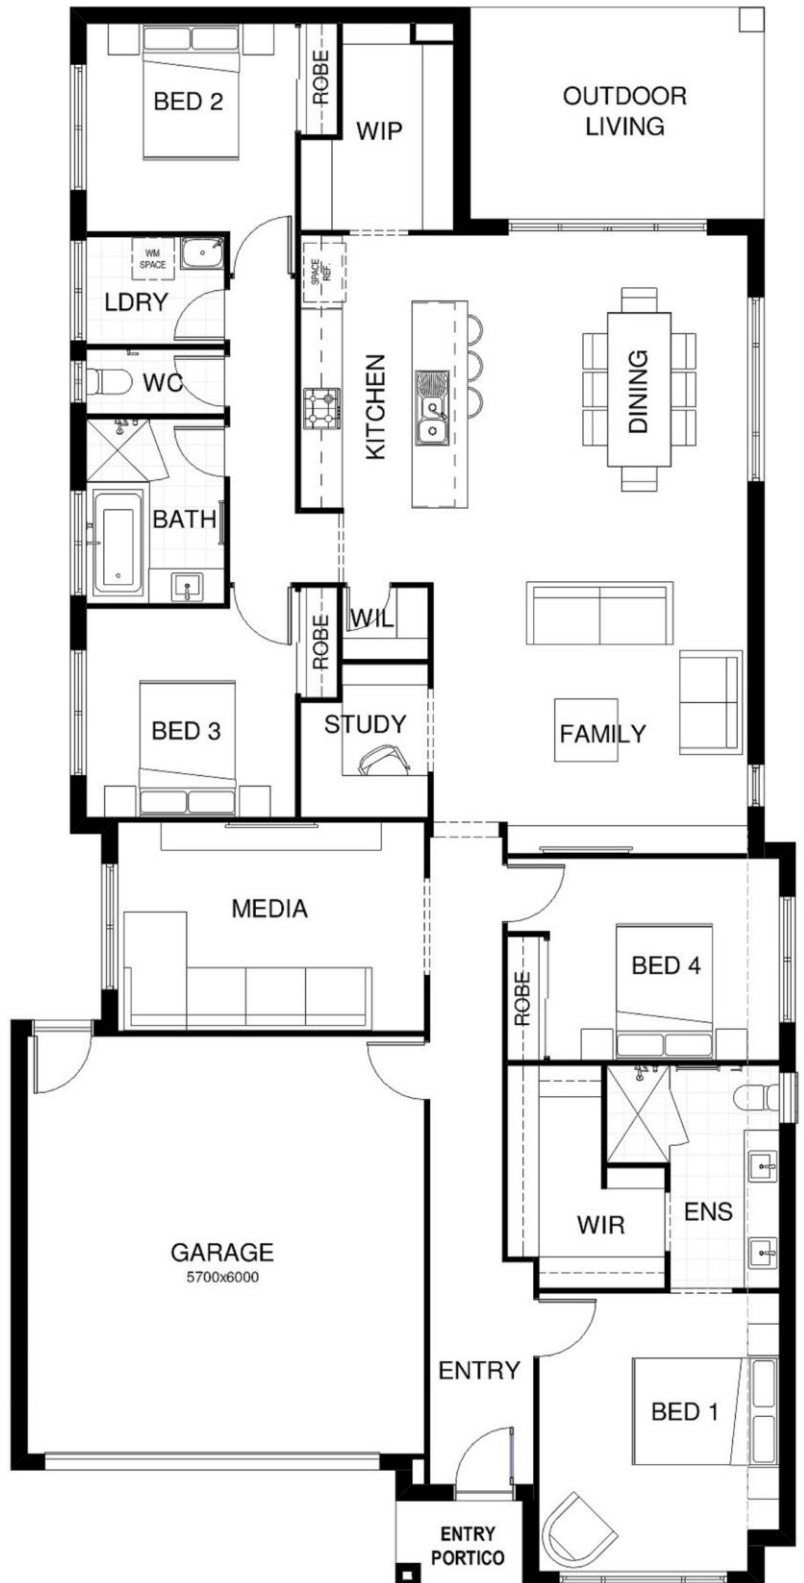 BED 2
ROBE
WIP
OUTDOOR
LIVING
WM
SPACE
LDRY
SPACE
REF.
WC
KITCHEN
DINING
BATH
ROBE
WIL
BED 3
STUDY
FAMILY
MEDIA
BED 4
ROBE
WIR
ENS
GARAGE
5700x6000
ENTRY
BED 1
ENTRY
PORTICO